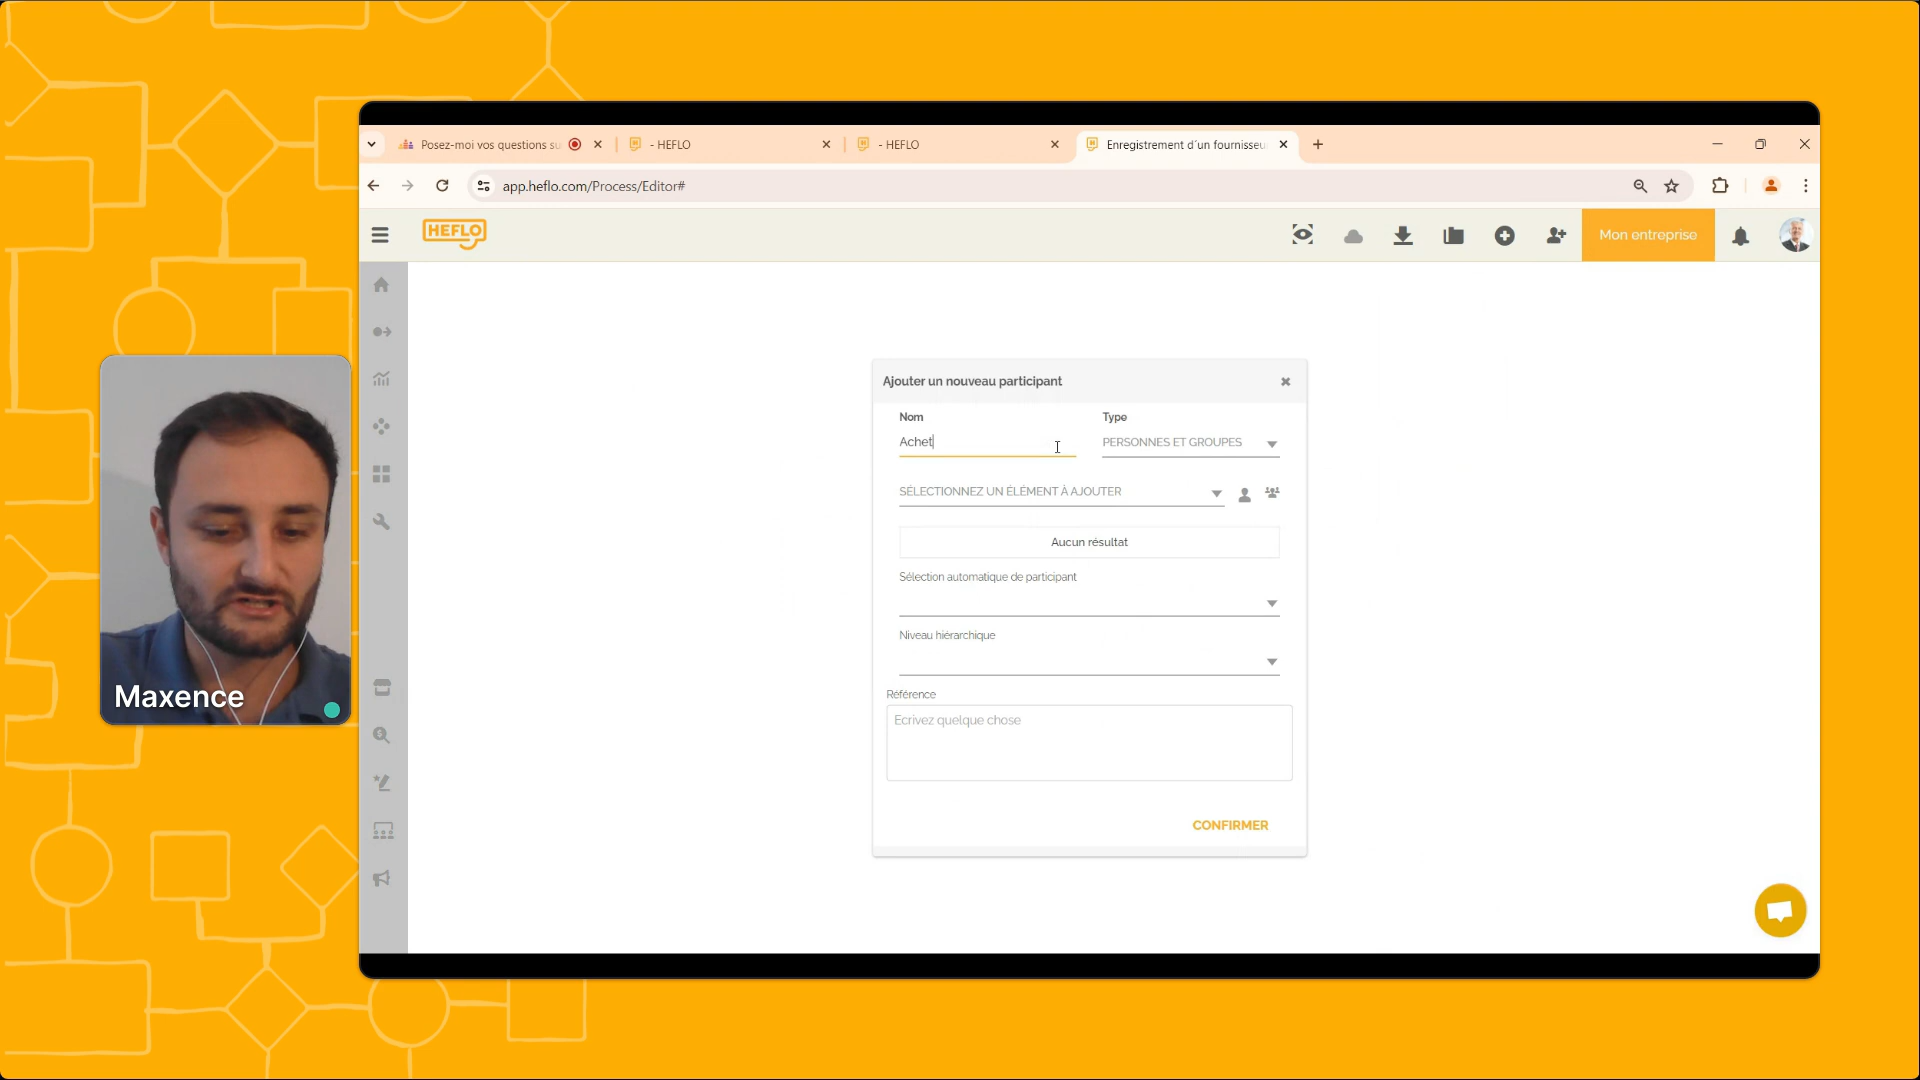 Posez-moi vos questions su
- HEFLO
- HEFLO
Enregistrement d´un fournisseu
app.heflo.com/Process/Editor#
HEFLO
Mon entreprise
Ajouter un nouveau participant
Nom
Type
Achet
PERSONNES ET GROUPES
SÉLECTIONNEZ UN ÉLÉMENT À AJOUTER
Aucun résultat
Sélection automatique de participant
Niveau hiérarchique
Référence
Ecrivez quelque chose
CONFIRMER
Maxence